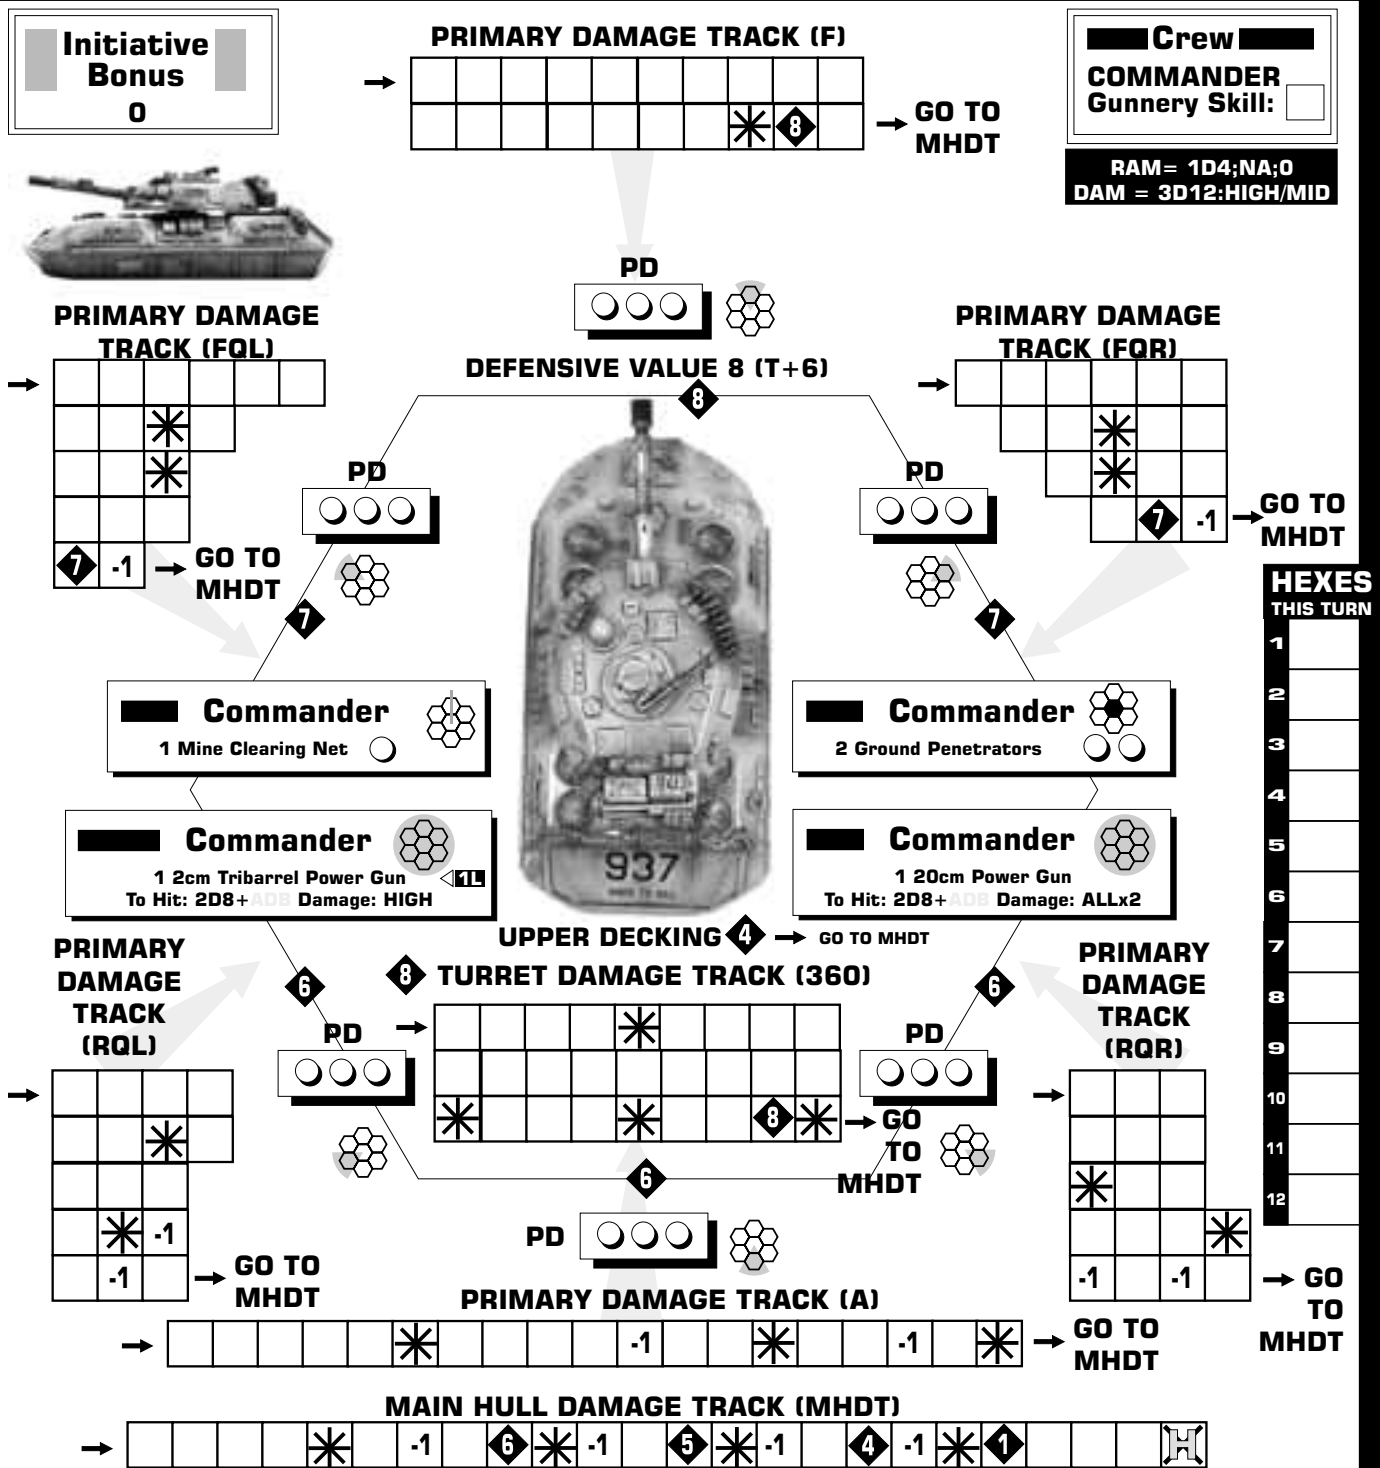 Initiative
Bonus
0
PRIMARY DAMAGE TRACK (F)
8
GO TO
MHDT
Crew
COMMANDER
Gunnery Skill:
RAM= 1D4;NA;0
DAM = 3D12:HIGH/MID
PD
DEFENSIVE VALUE 8 (T+6)
8
PRIMARY DAMAGE
TRACK (FQL)
7 -1
GO TO
MHDT
PD
7
PRIMARY DAMAGE
TRACK (FQR)
7 -1
GO TO
MHDT
PD
7
HEXES
THIS TURN
1
2
3
4
5
6
7
8
9
10
11
12
Commander
1 Mine Clearing Net
Commander
2 Ground Penetrators
Commander
1 2cm Tribarrel Power Gun
1L
To Hit: 2D8+ADB Damage: HIGH
Commander
1 20cm Power Gun
To Hit: 2D8+ADB Damage: ALLx2
937
UPPER DECKING 4 GO TO MHDT
8 TURRET DAMAGE TRACK (360)
8
GO
TO
MHDT
PRIMARY
DAMAGE
TRACK
(RQL)
6
PD
-1
-1
GO TO
MHDT
PRIMARY
DAMAGE
TRACK
(RQR)
6
PD
-1 -1
GO
TO
MHDT
6
PD
PRIMARY DAMAGE TRACK (A)
-1 -1
GO TO
MHDT
MAIN HULL DAMAGE TRACK (MHDT)
-1 6 -1 5 -1 4 -1 1 H